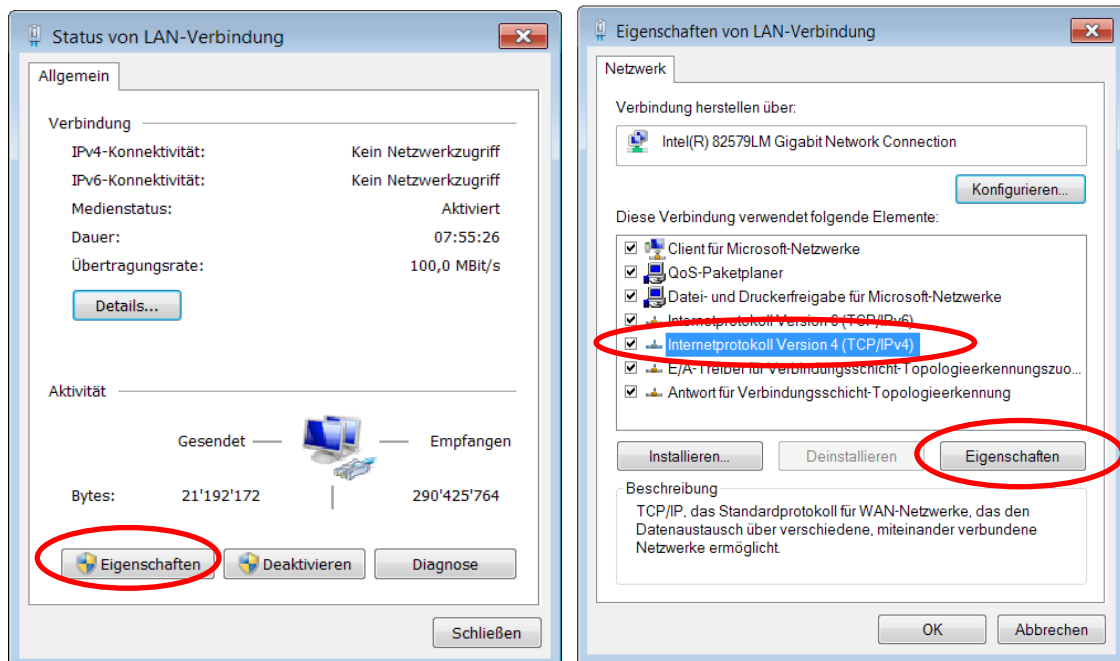 Status von LAN-Verbindung
Allgemein
Verbindung
IPv4-Konnektivität: Kein Netzwerkzugriff
IPv6-Konnektivität: Kein Netzwerkzugriff
Medienstatus: Aktiviert
Dauer: 07:55:26
Übertragungsrate: 100,0 MBit/s
Details...
Aktivität
Gesendet Empfangen
Bytes: 21'192'172 290'425'764
Eigenschaften Deaktivieren Diagnose
Schließen
Eigenschaften von LAN-Verbindung
Netzwerk
Verbindung herstellen über:
Intel(R) 82579LM Gigabit Network Connection
Konfigurieren...
Diese Verbindung verwendet folgende Elemente:
Client für Microsoft-Netzwerke
QoS-Paketplaner
Datei- und Druckerfreigabe für Microsoft-Netzwerke
Internetprotokoll Version 6 (TCP/IPv6)
Internetprotokoll Version 4 (TCP/IPv4)
E/A-Treiber für Verbindungsschicht-Topologieerkennungszuo...
Antwort für Verbindungsschicht-Topologieerkennung
Installieren... Deinstallieren Eigenschaften
Beschreibung
TCP/IP, das Standardprotokoll für WAN-Netzwerke, das den
Datenaustausch über verschiedene, miteinander verbundene
Netzwerke ermöglicht.
OK Abbrechen